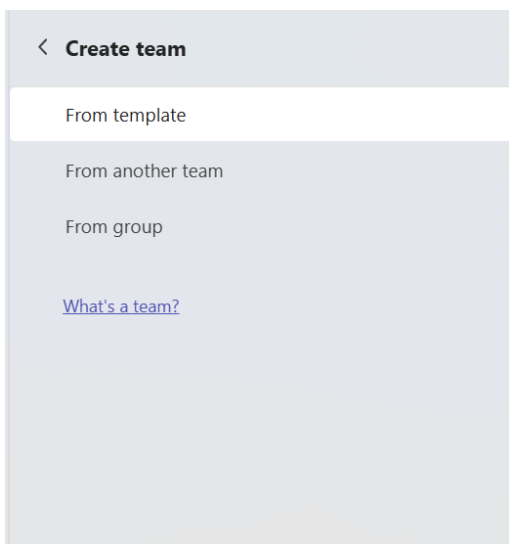 Create team
From template
From another team
From group
What's a team?